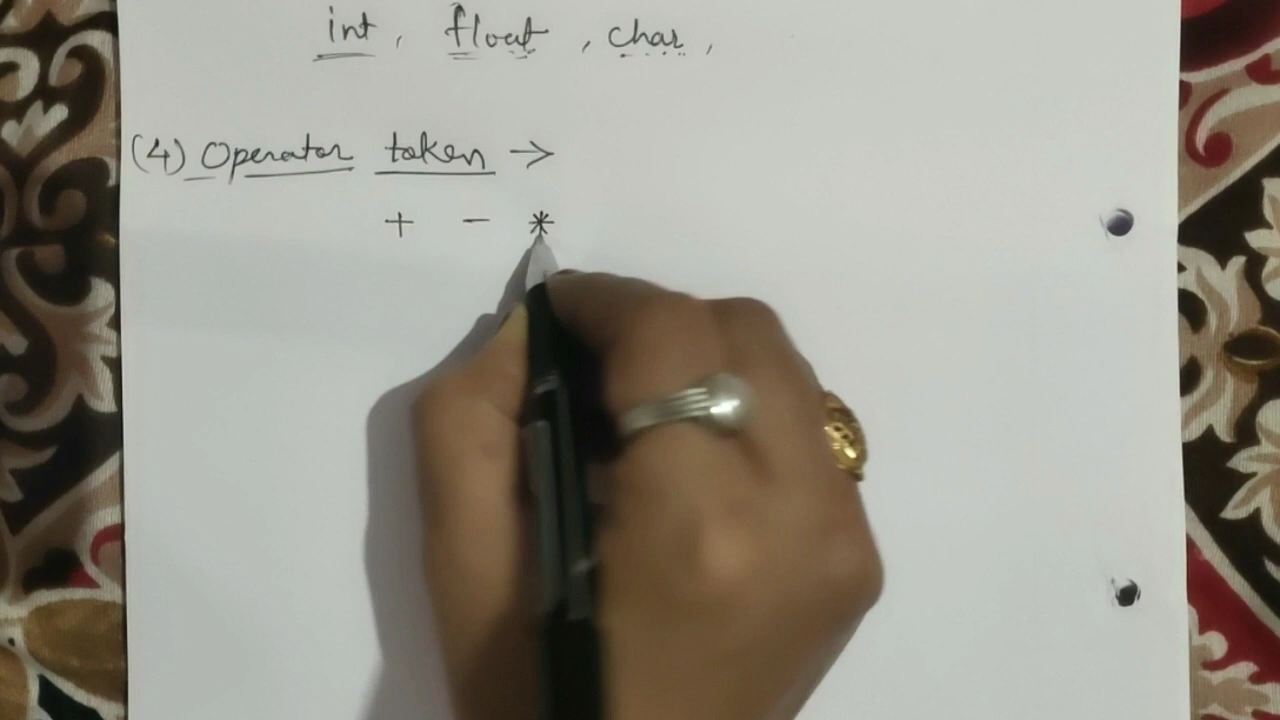 int, float, char,
(4) Operator token →
+ - *